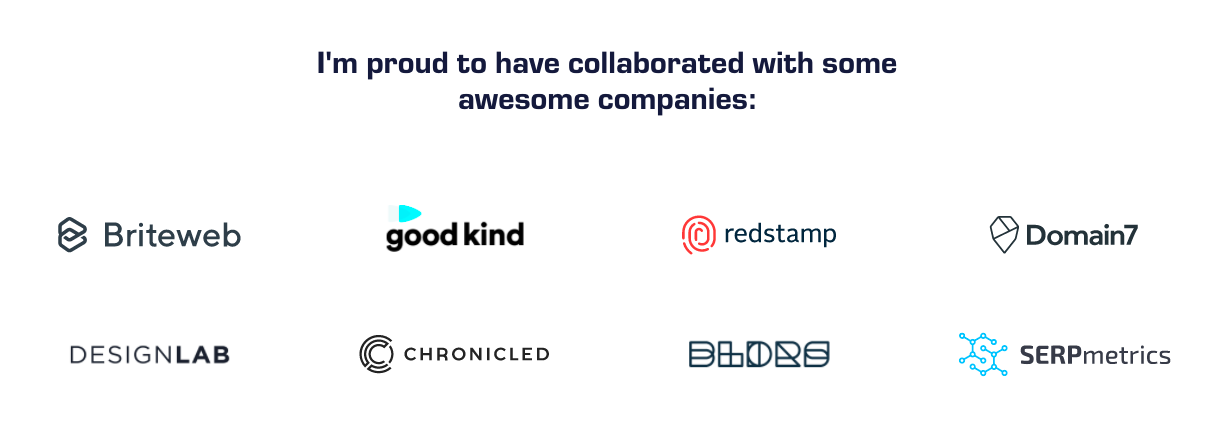 I'm proud to have collaborated with some
awesome companies:
Briteweb
good kind
redstamp
Domain7
DESIGNLAB
CHRONICLED
SERPmetrics